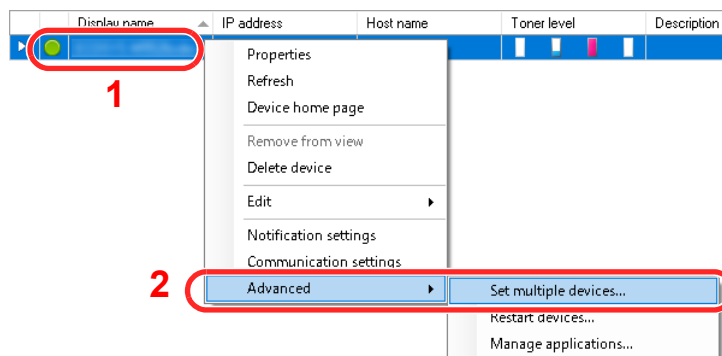 Display name IP address Host name Toner level Description
1
Properties
Refresh
Device home page
Remove from view
Delete device
Edit
Notification settings
Communication settings
2 Advanced Set multiple devices...
Restart devices...
Manage applications...